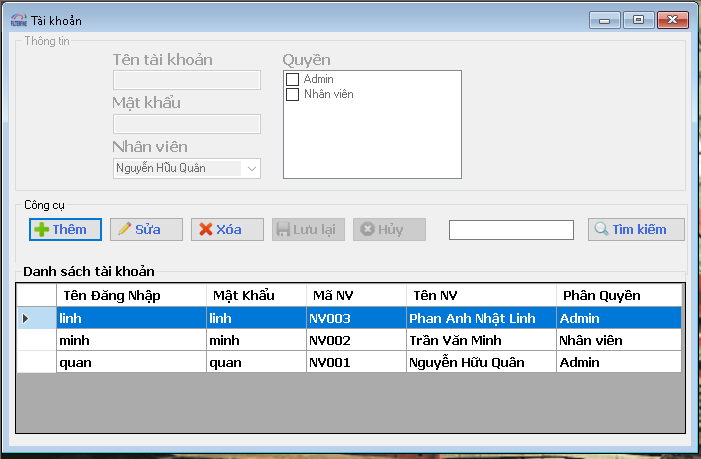 Tài khoản
Thông tin
Tên tài khoản
Quyền
Admin
Nhân viên
Mật khẩu
Nhân viên
Nguyễn Hữu Quân
Công cụ
Thêm Sửa Xóa Lưu lại Hủy Tìm kiếm
Danh sách tài khoản
Tên Đăng Nhập Mật Khẩu Mã NV Tên NV Phân Quyền
linh linh NV003 Phan Anh Nhật Linh Admin
minh minh NV002 Trần Văn Minh Nhân viên
quan quan NV001 Nguyễn Hữu Quân Admin